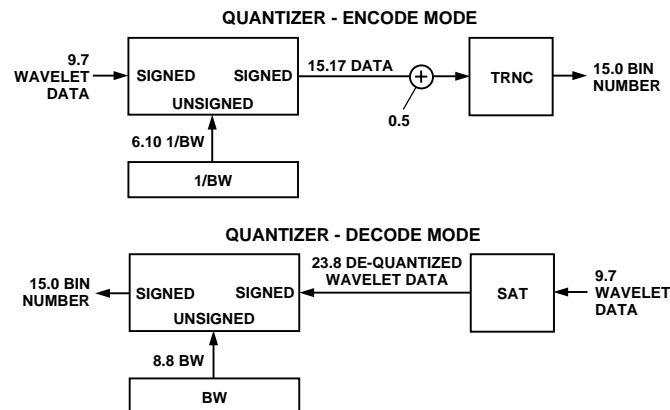 QUANTIZER - ENCODE MODE
9.7
WAVELET
DATA
SIGNED
SIGNED
UNSIGNED
15.17 DATA
0.5
TRNC
15.0 BIN
NUMBER
6.10 1/BW
1/BW
QUANTIZER - DECODE MODE
15.0 BIN
NUMBER
SIGNED
SIGNED
UNSIGNED
23.8 DE-QUANTIZED
WAVELET DATA
SAT
9.7
WAVELET
DATA
8.8 BW
BW